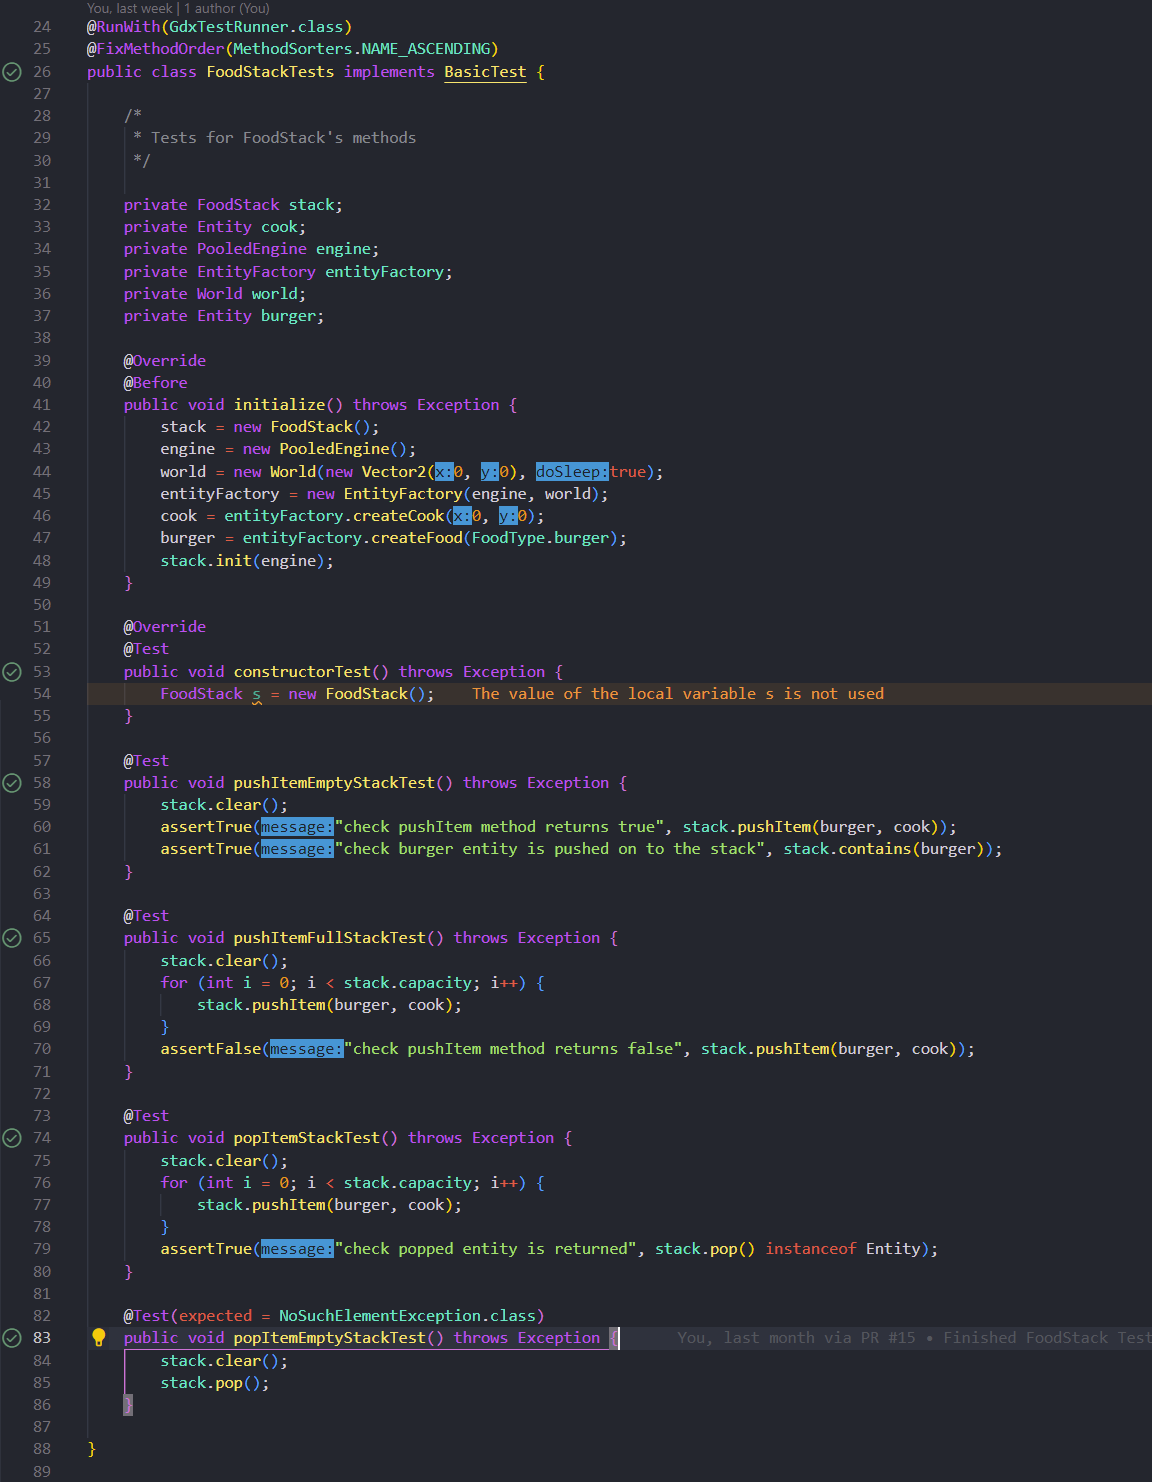 You, last week | 1 author (You)
24 @RunWith(GdxTestRunner.class)
25 @FixMethodOrder(MethodSorters.NAME_ASCENDING)
26 public class FoodStackTests implements BasicTest {
27
28     /*
29      * Tests for FoodStack's methods
30      */
31
32     private FoodStack stack;
33     private Entity cook;
34     private PooledEngine engine;
35     private EntityFactory entityFactory;
36     private World world;
37     private Entity burger;
38
39     @Override
40     @Before
41     public void initialize() throws Exception {
42         stack = new FoodStack();
43         engine = new PooledEngine();
44         world = new World(new Vector2(x:0, y:0), doSleep:true);
45         entityFactory = new EntityFactory(engine, world);
46         cook = entityFactory.createCook(x:0, y:0);
47         burger = entityFactory.createFood(FoodType.burger);
48         stack.init(engine);
49     }
50
51     @Override
52     @Test
53     public void constructorTest() throws Exception {
54         FoodStack s = new FoodStack();    The value of the local variable s is not used
55     }
56
57     @Test
58     public void pushItemEmptyStackTest() throws Exception {
59         stack.clear();
60         assertTrue(message:"check pushItem method returns true", stack.pushItem(burger, cook));
61         assertTrue(message:"check burger entity is pushed on to the stack", stack.contains(burger));
62     }
63
64     @Test
65     public void pushItemFullStackTest() throws Exception {
66         stack.clear();
67         for (int i = 0; i < stack.capacity; i++) {
68             stack.pushItem(burger, cook);
69         }
70         assertFalse(message:"check pushItem method returns false", stack.pushItem(burger, cook));
71     }
72
73     @Test
74     public void popItemStackTest() throws Exception {
75         stack.clear();
76         for (int i = 0; i < stack.capacity; i++) {
77             stack.pushItem(burger, cook);
78         }
79         assertTrue(message:"check popped entity is returned", stack.pop() instanceof Entity);
80     }
81
82     @Test(expected = NoSuchElementException.class)
83     public void popItemEmptyStackTest() throws Exception {      You, last month via PR #15 • Finished FoodStack Test
84         stack.clear();
85         stack.pop();
86     }
87
88 }
89